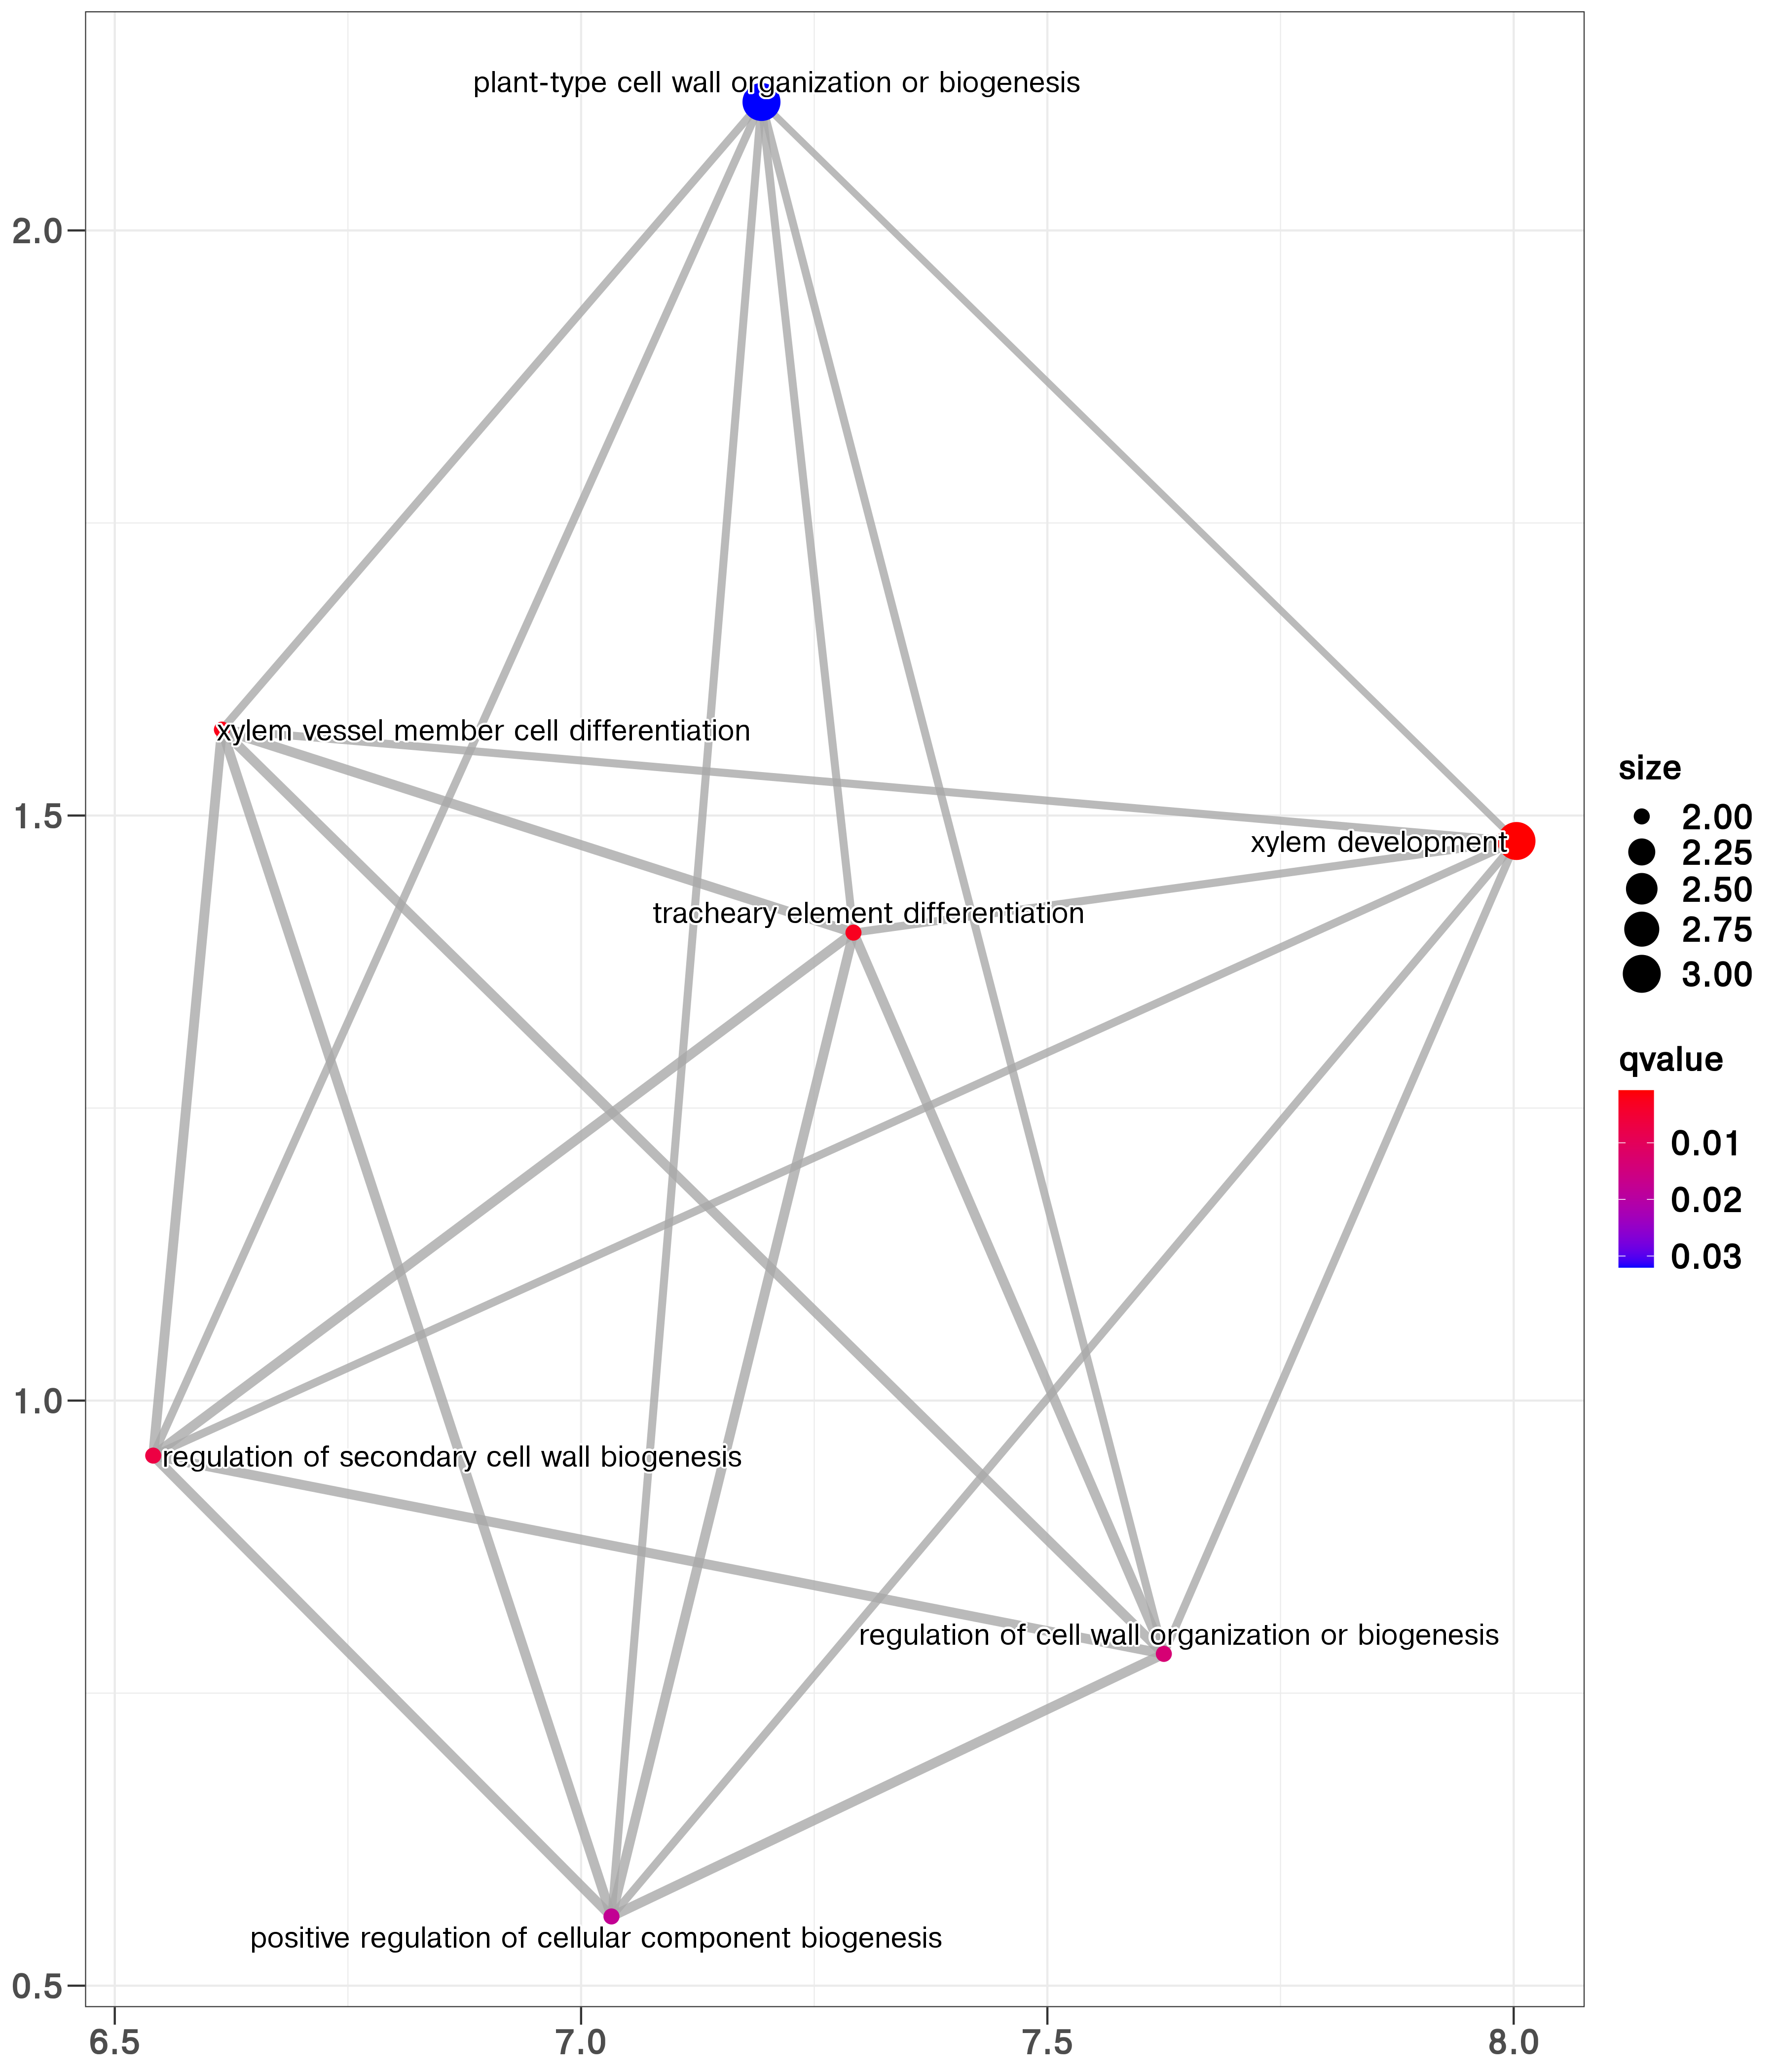 plant-type cell wall organization or biogenesis
2.0
xylem vessel member cell differentiation
1.5
xylem development
tracheary element differentiation
1.0
regulation of secondary cell wall biogenesis
regulation of cell wall organization or biogenesis
positive regulation of cellular component biogenesis
0.5
6.5 7.0 7.5 8.0
size
2.00
2.25
2.50
2.75
3.00
qvalue
0.01
0.02
0.03